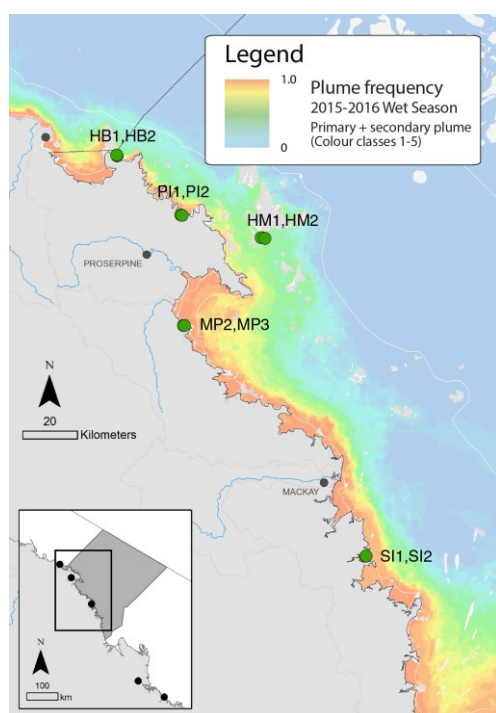 Legend
1.0
Plume frequency
2015-2016 Wet Season
Primary + secondary plume
(Colour classes 1-5)
0
HB1,HB2
PI1,PI2
HM1,HM2
PROSERPINE
MP2,MP3
N
20
Kilometers
MACKAY
SI1,SI2
N
100
km